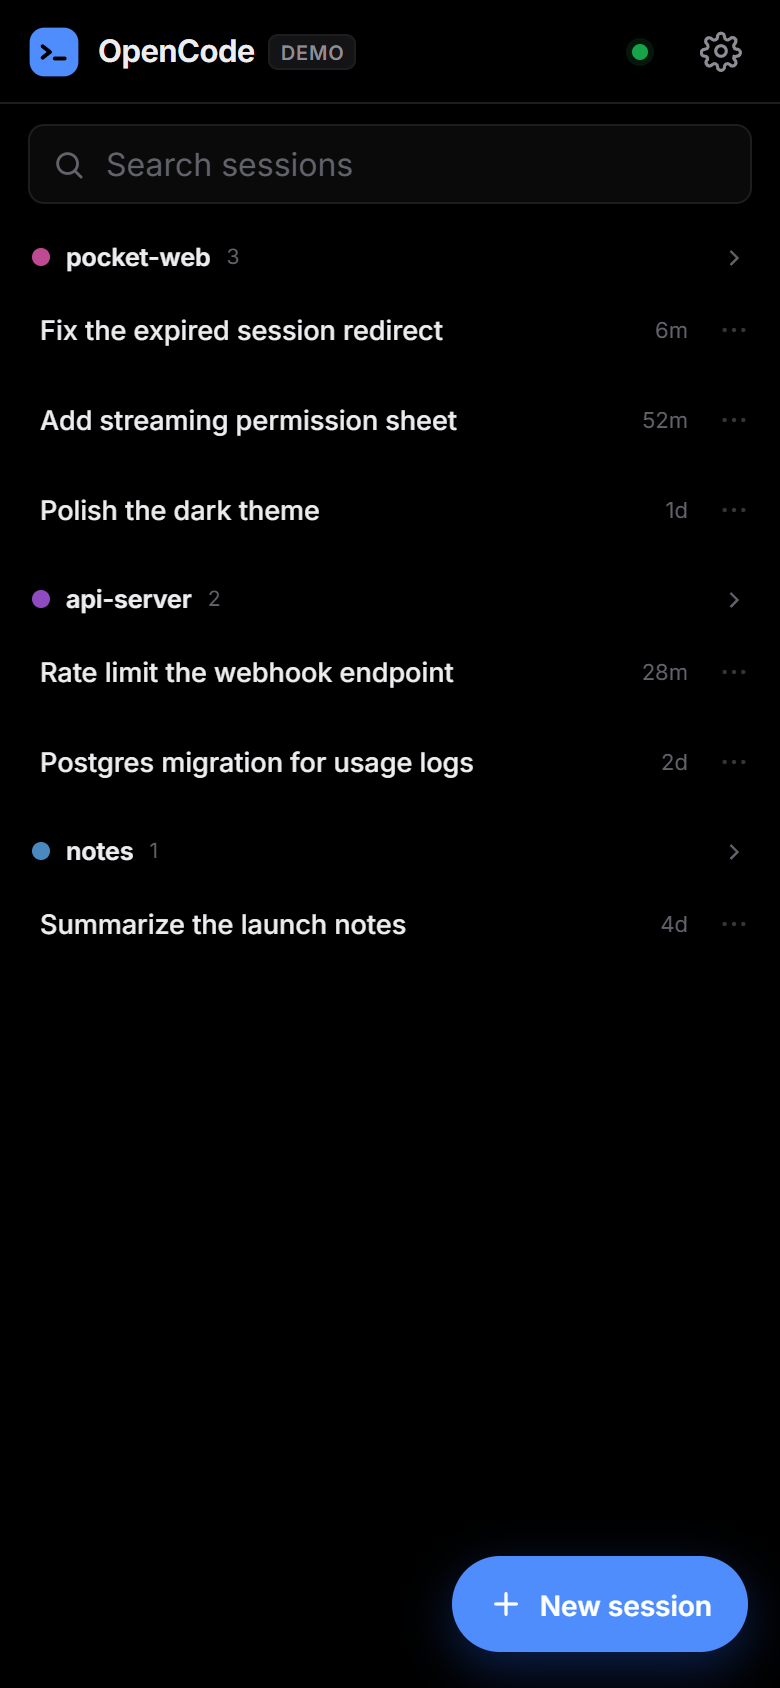 OpenCode DEMO
Search sessions
pocket-web 3
Fix the expired session redirect 6m
Add streaming permission sheet 52m
Polish the dark theme 1d
api-server 2
Rate limit the webhook endpoint 28m
Postgres migration for usage logs 2d
notes 1
Summarize the launch notes 4d
New session